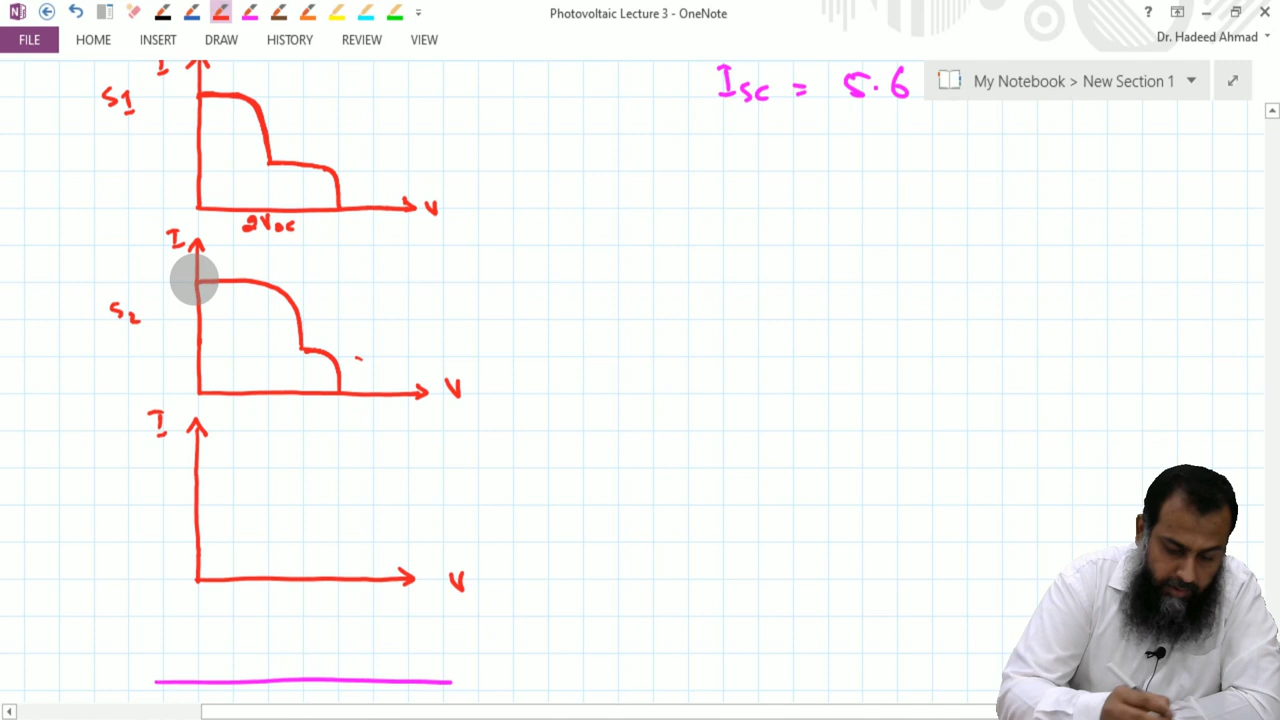 Photovoltaic Lecture 3 - OneNote
?
Dr. Hadeed Ahmad
FILE HOME INSERT DRAW HISTORY REVIEW VIEW
My Notebook > New Section 1
Isc = 5.6
I
S1
V
2Voc
I
S2
V
I
V